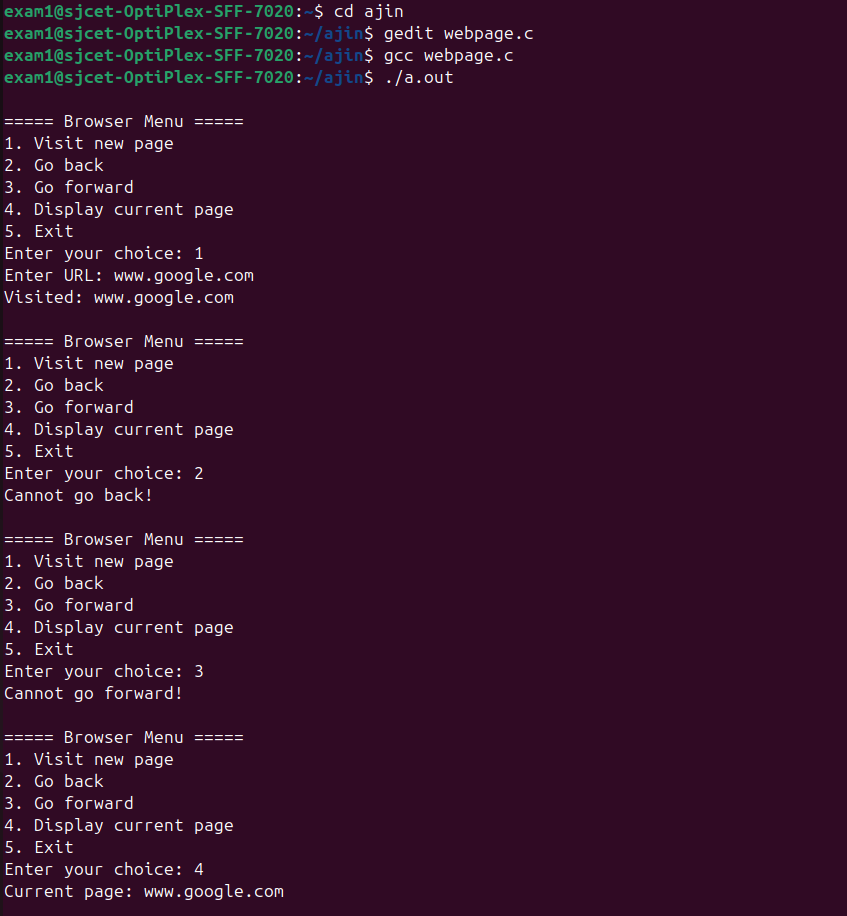 exam1@sjcet-OptiPlex-SFF-7020:~$ cd ajin
exam1@sjcet-OptiPlex-SFF-7020:~/ajin$ gedit webpage.c
exam1@sjcet-OptiPlex-SFF-7020:~/ajin$ gcc webpage.c
exam1@sjcet-OptiPlex-SFF-7020:~/ajin$ ./a.out

===== Browser Menu =====
1. Visit new page
2. Go back
3. Go forward
4. Display current page
5. Exit
Enter your choice: 1
Enter URL: www.google.com
Visited: www.google.com

===== Browser Menu =====
1. Visit new page
2. Go back
3. Go forward
4. Display current page
5. Exit
Enter your choice: 2
Cannot go back!

===== Browser Menu =====
1. Visit new page
2. Go back
3. Go forward
4. Display current page
5. Exit
Enter your choice: 3
Cannot go forward!

===== Browser Menu =====
1. Visit new page
2. Go back
3. Go forward
4. Display current page
5. Exit
Enter your choice: 4
Current page: www.google.com